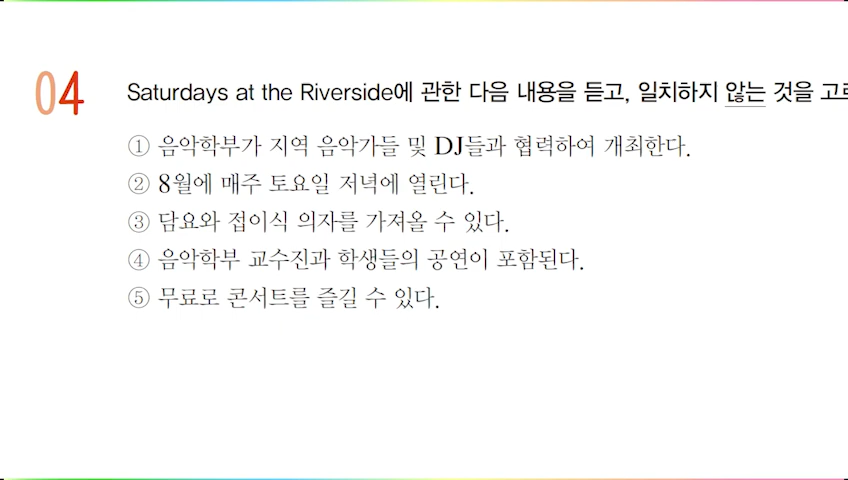 04
Saturdays at the Riverside에 관한 다음 내용을 듣고, 일치하지 않는 것을
① 음악학부가 지역 음악가들 및 DJ들과 협력하여 개최한다.
② 8월에 매주 토요일 저녁에 열린다.
③ 담요와 접이식 의자를 가져올 수 있다.
④ 음악학부 교수진과 학생들의 공연이 포함된다.
⑤ 무료로 콘서트를 즐길 수 있다.